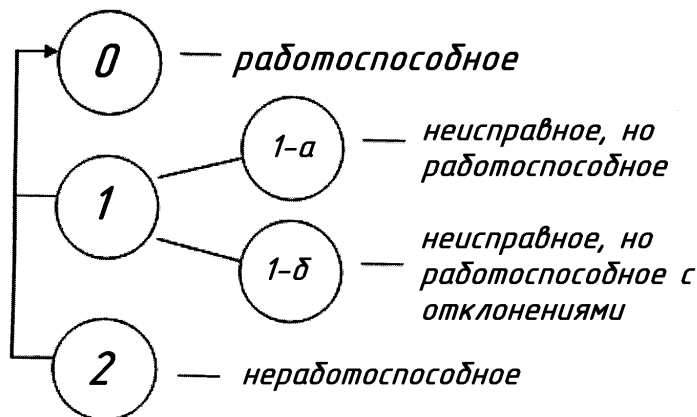 0 — работоспособное
1-а — неисправное, но
работоспособное
1
1-б — неисправное, но
работоспособное с
отклонениями
2 — неработоспособное